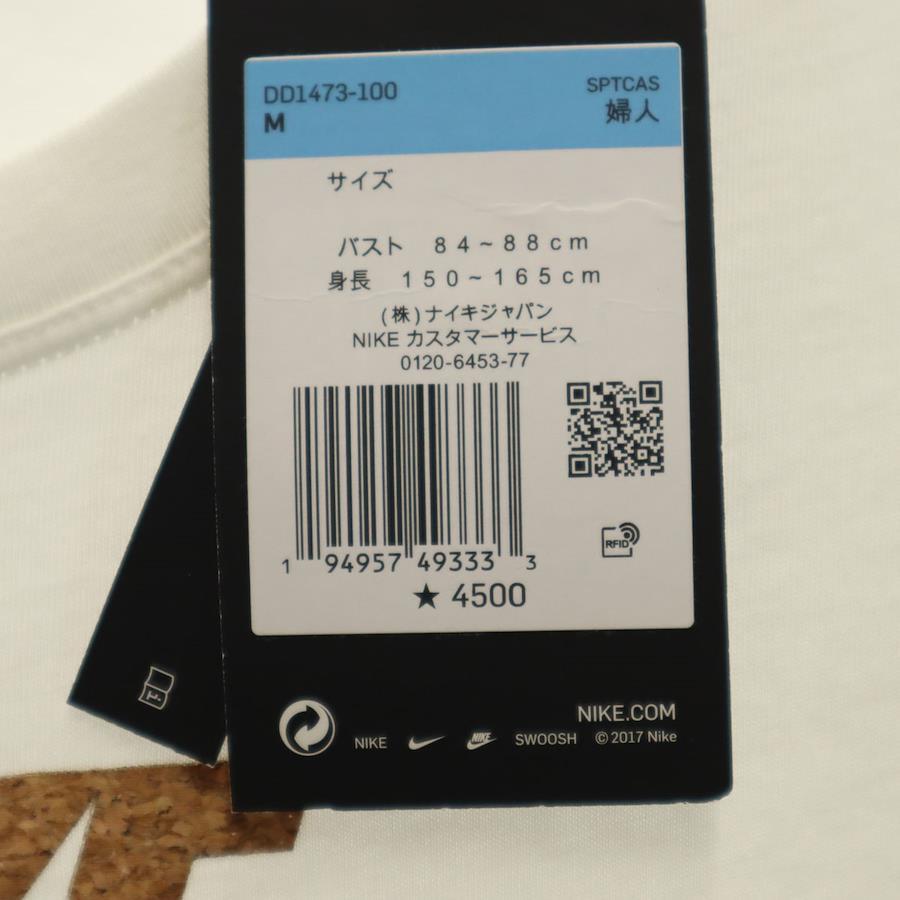 DD1473-100 SPTCAS
M 婦人
サイズ
バスト 84~88cm
身長 150~165cm
(株)ナイキジャパン
NIKE カスタマーサービス
0120-6453-77
RFID
1 94957 49333 3
★ 4500
NIKE.COM
NIKE NIKE SWOOSH ©2017 Nike